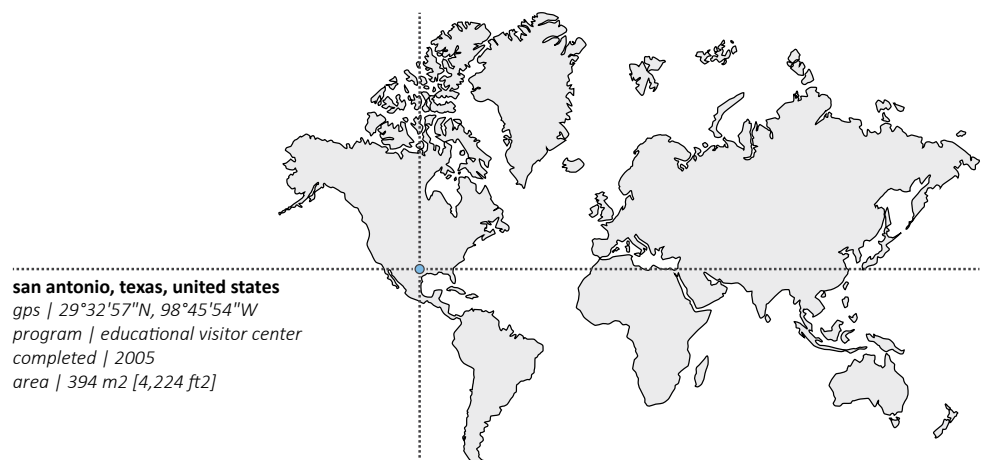 san antonio, texas, united states
gps | 29°32'57"N, 98°45'54"W
program | educational visitor center
completed | 2005
area | 394 m2 [4,224 ft2]